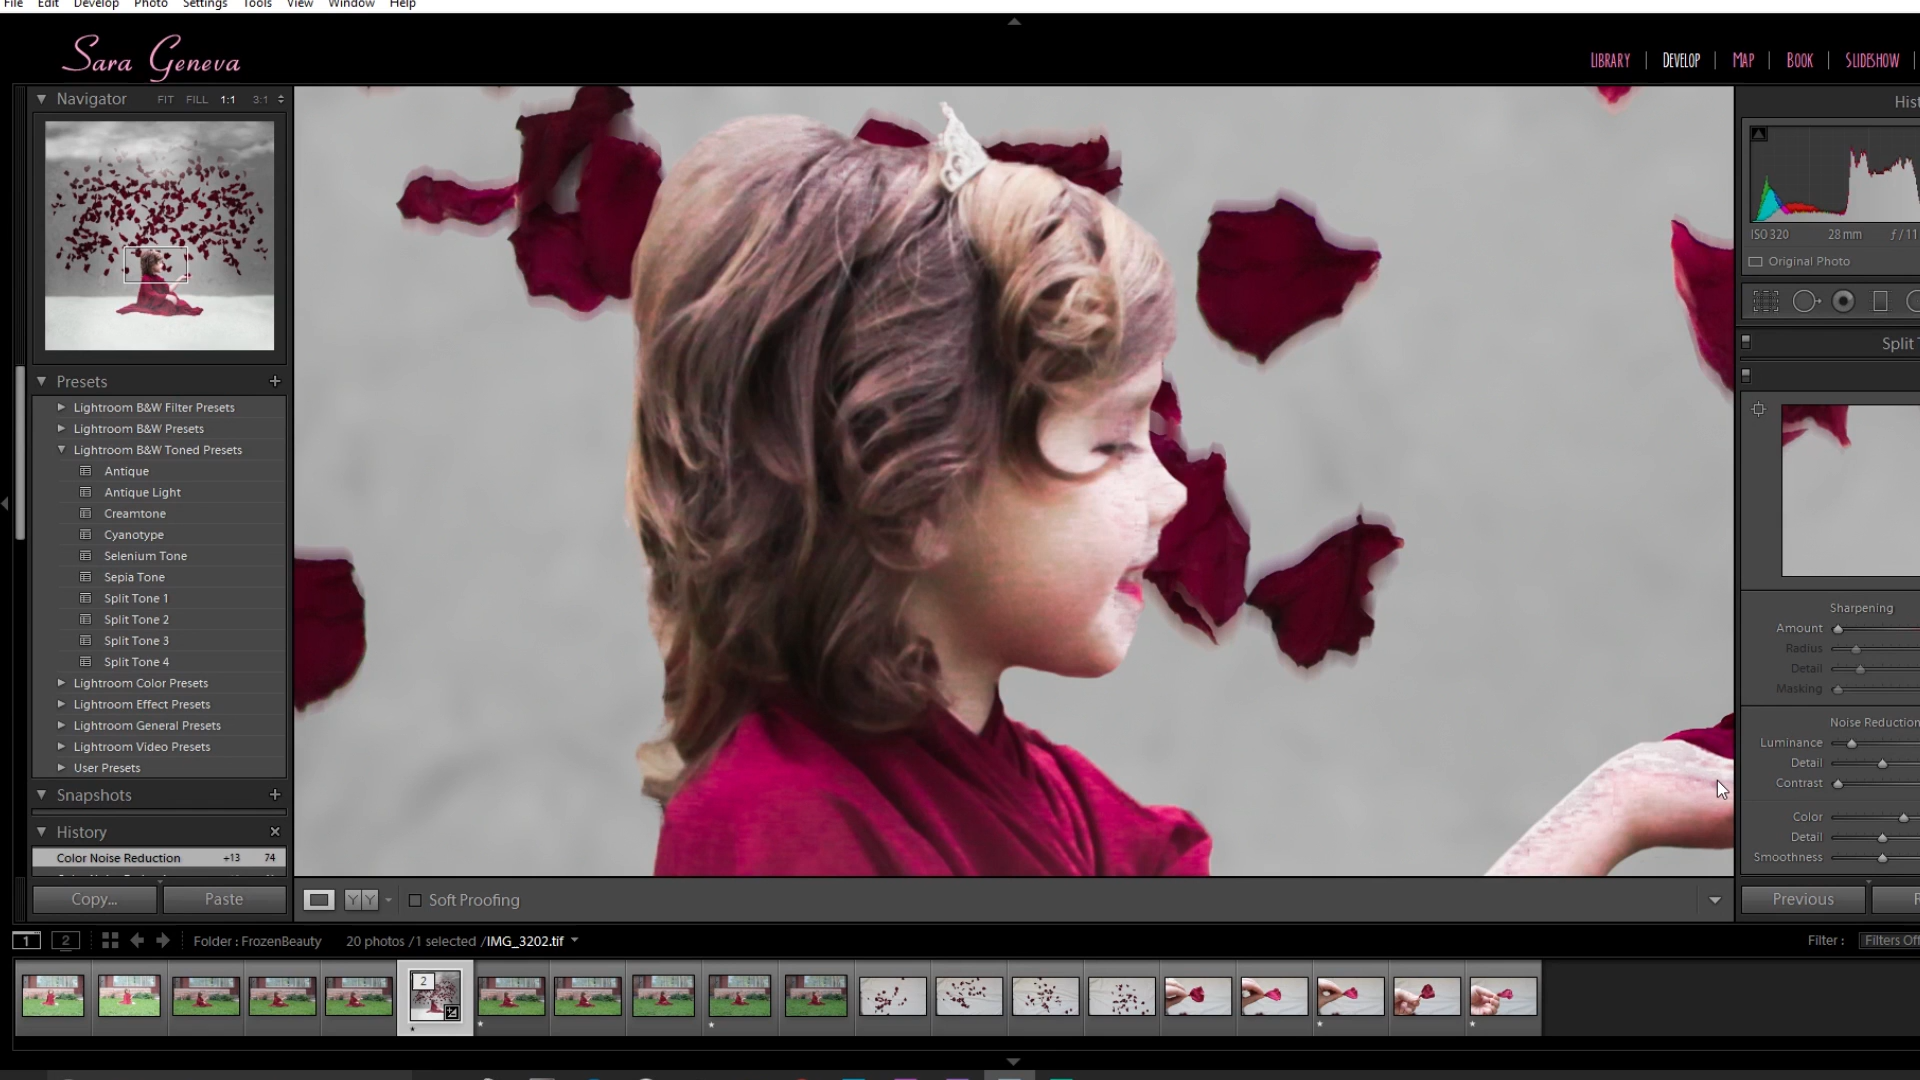 File Edit Develop Photo Settings Tools View Window Help
Sara Geneva
Library | Develop | Map | Book | Slideshow |
Navigator FIT FILL 1:1 3:1
Hist
ISO 320 28 mm ƒ / 11
Original Photo
Split T
Presets +
Lightroom B&W Filter Presets
Lightroom B&W Presets
Lightroom B&W Toned Presets
Antique
Antique Light
Creamtone
Cyanotype
Selenium Tone
Sepia Tone
Split Tone 1
Split Tone 2
Split Tone 3
Split Tone 4
Lightroom Color Presets
Lightroom Effect Presets
Lightroom General Presets
Lightroom Video Presets
User Presets
Snapshots +
History ×
Color Noise Reduction +13 74
Copy... Paste
Sharpening
Amount
Radius
Detail
Masking
Noise Reduction
Luminance
Detail
Contrast
Color
Detail
Smoothness
Previous R
Y Y Soft Proofing
1 2 Folder : FrozenBeauty 20 photos / 1 selected / IMG_3202.tif
Filter : Filters Off
2